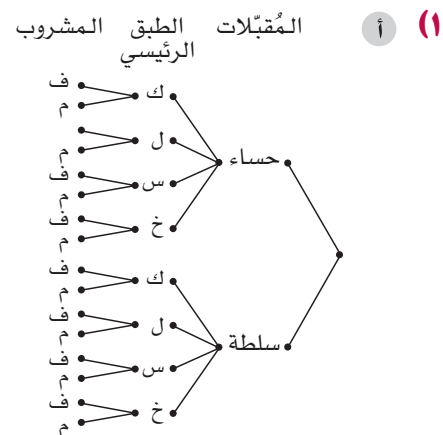 ١) أ المُقبّلات الطبق الرئيسي المشروب
حساء
ك
ف
م
ل
م
س
ف
م
خ
ف
م
سلطة
ك
ف
م
ل
ف
م
س
ف
م
خ
ف
م